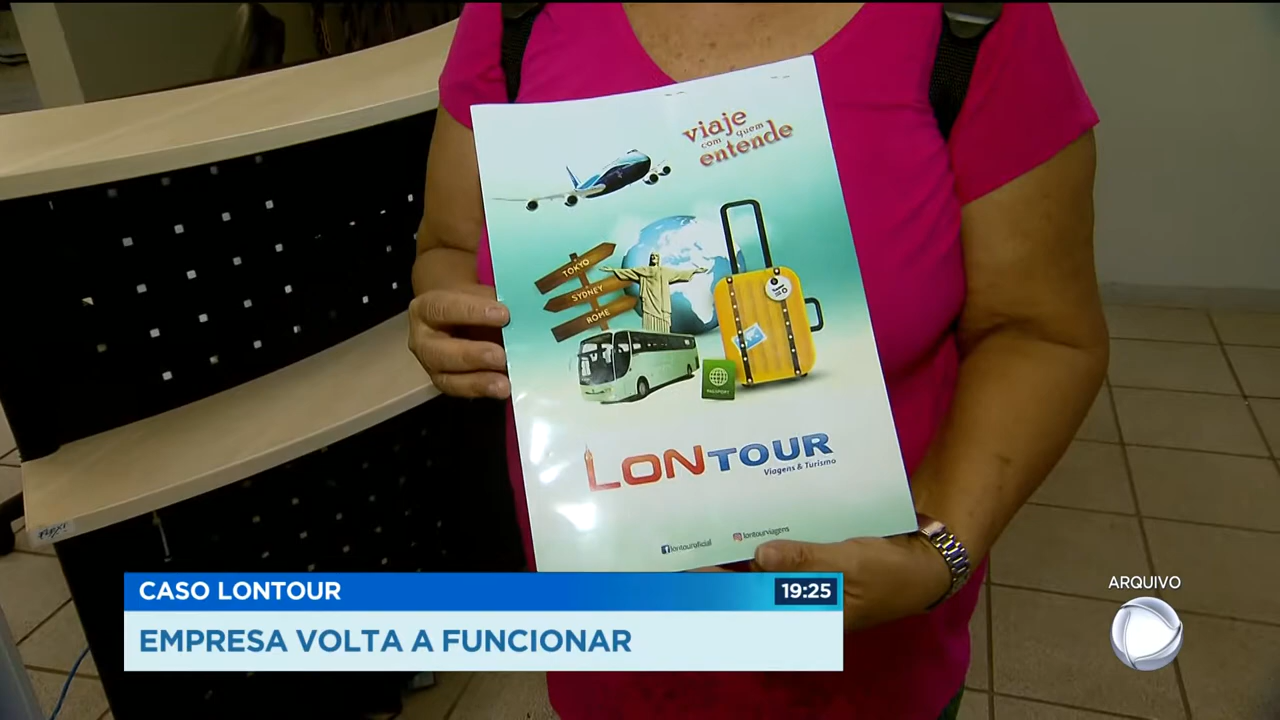 viaje
com quem
entende
TOKYO
SYDNEY
ROME
PASSPORT
LONTOUR
Viagens & Turismo
lontouroficial
lontourviagens
CASO LONTOUR
19:25
EMPRESA VOLTA A FUNCIONAR
ARQUIVO